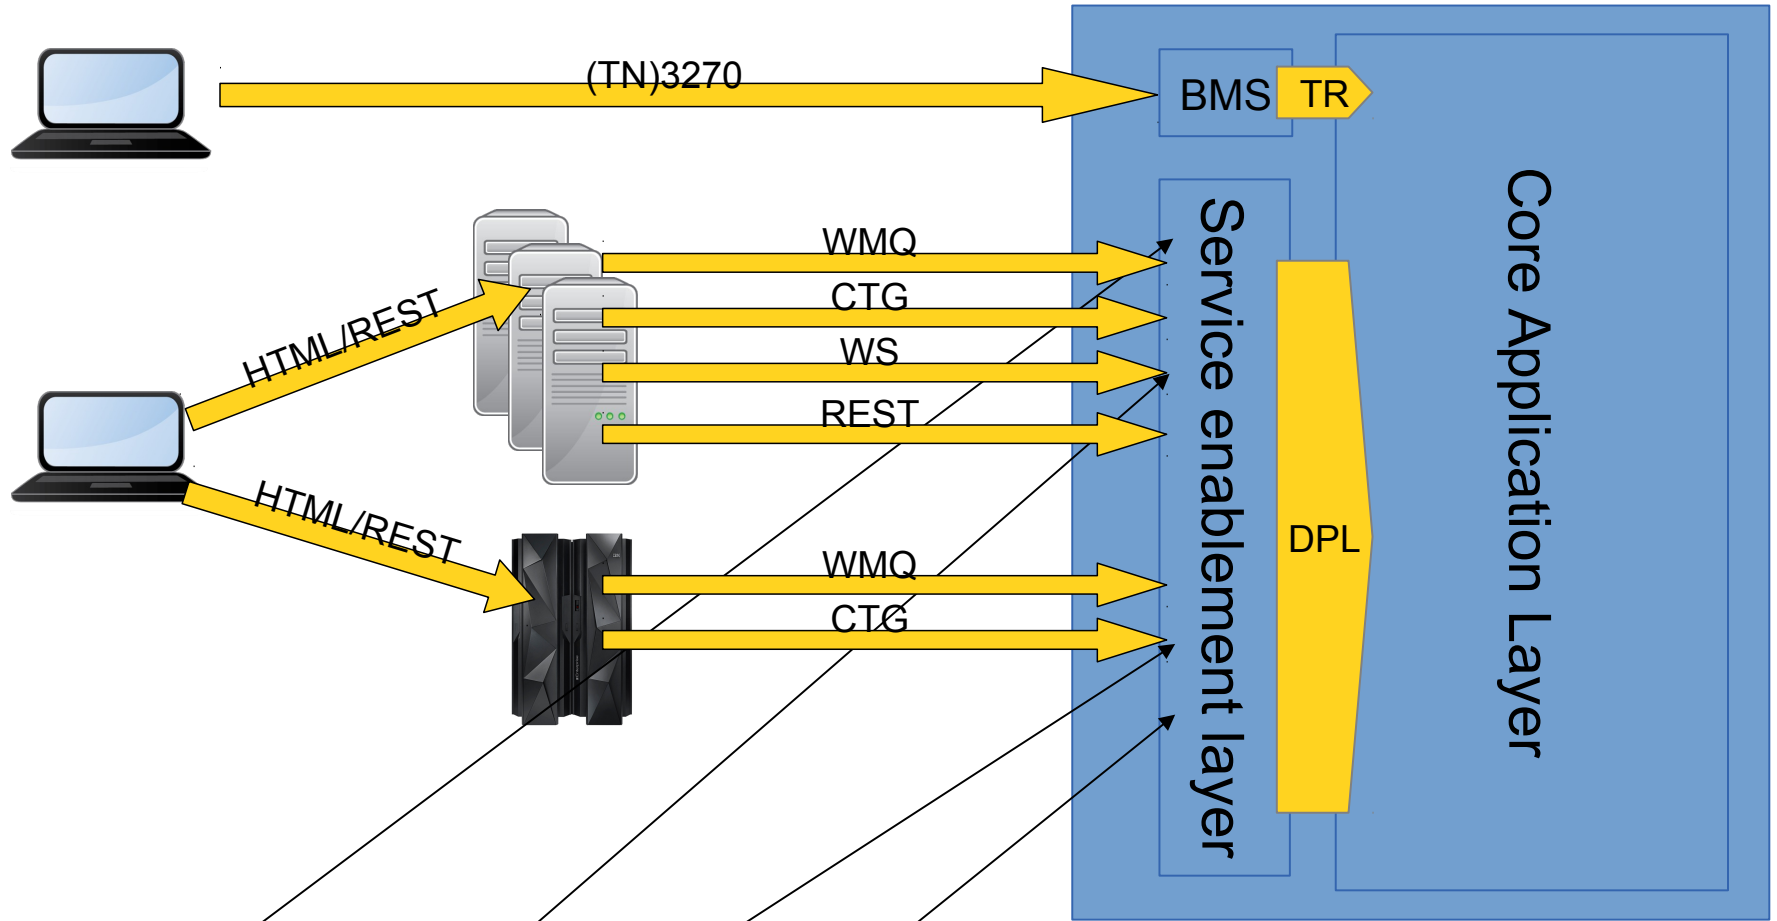 (TN)3270
BMS
TR
WMQ
CTG
WS
REST
HTML/REST
HTML/REST
WMQ
CTG
Service enablement layer
DPL
Core Application Layer